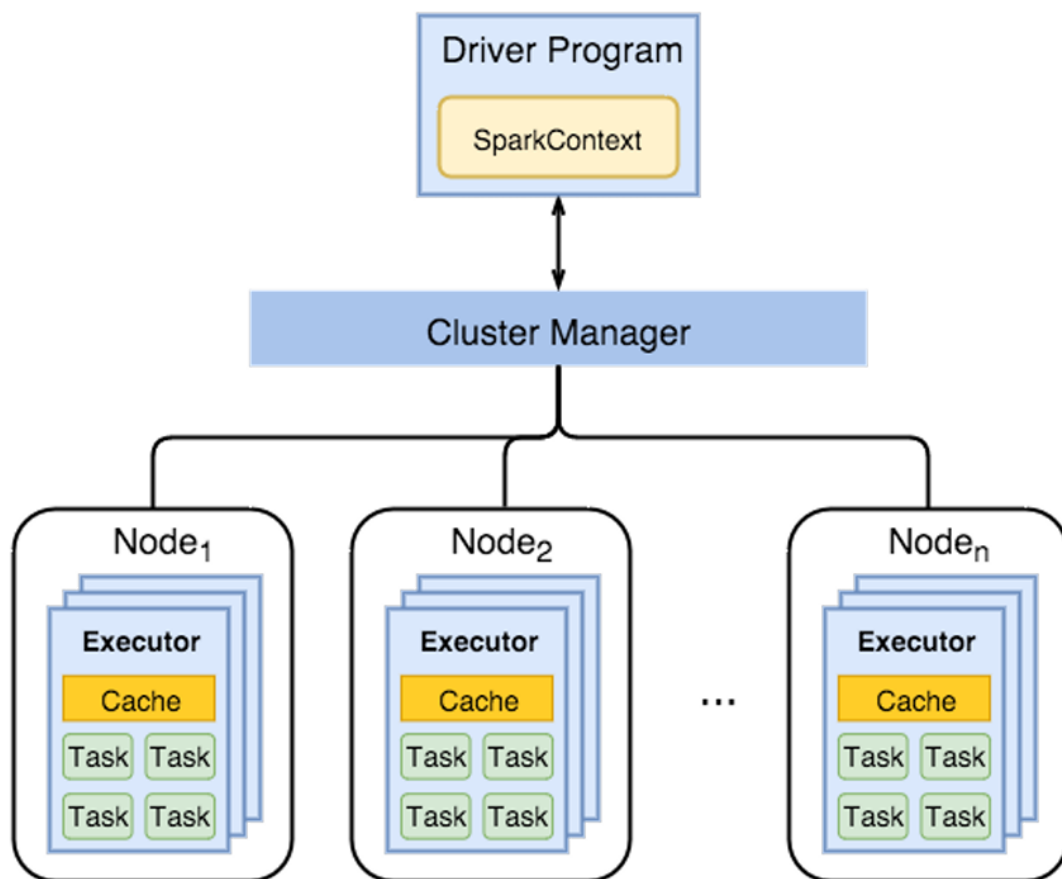 Driver Program
SparkContext
Cluster Manager
Node₁
Executor
Cache
Task Task
Task Task
Node₂
Executor
Cache
Task Task
Task Task
...
Nodeₙ
Executor
Cache
Task Task
Task Task